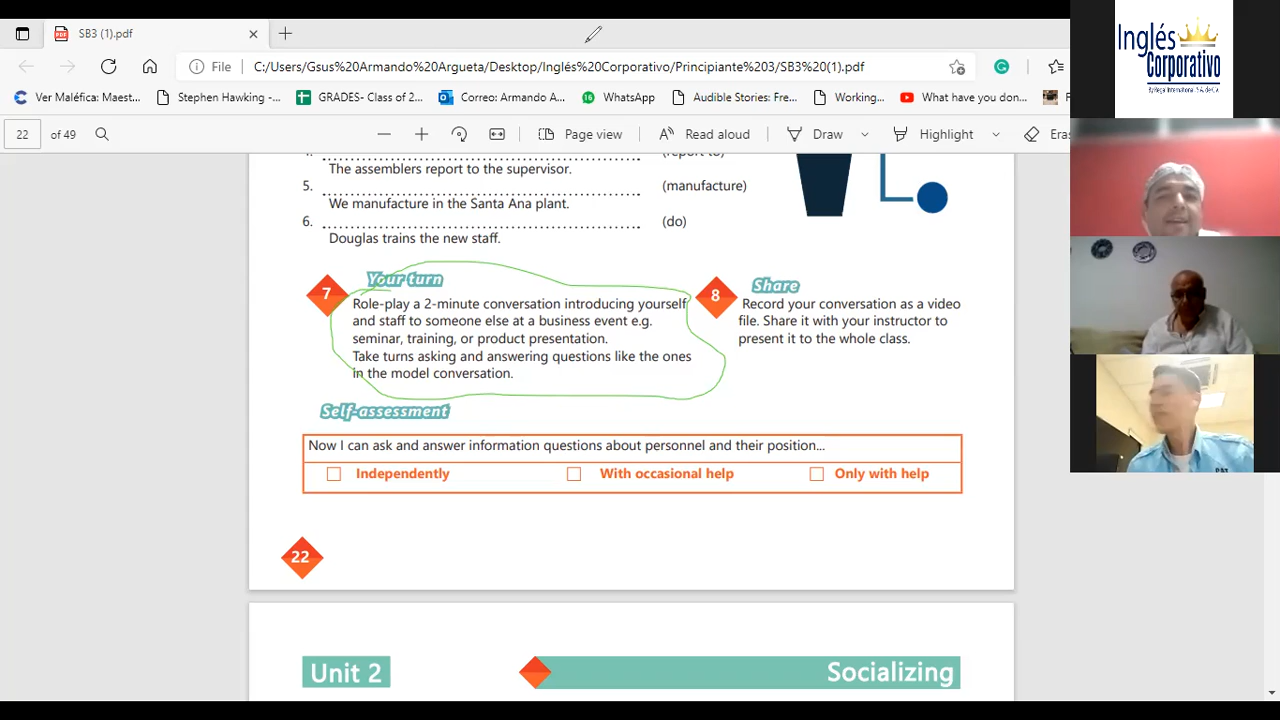 SB3 (1).pdf
File
C:/Users/Gsus%20Armando%20Argueta/Desktop/Inglés%20Corporativo/Principiante%203/SB3%20(1).pdf
Ver Maléfica: Maest...
Stephen Hawking -...
GRADES- Class of 2...
Correo: Armando A...
16 WhatsApp
Audible Stories: Fre...
Working...
What have you don...
22 of 49
Page view
Read aloud
Draw
Highlight
Eras
4. (report to)
The assemblers report to the supervisor.
5. (manufacture)
We manufacture in the Santa Ana plant.
6. (do)
Douglas trains the new staff.
7 Your turn
Role-play a 2-minute conversation introducing yourself
and staff to someone else at a business event e.g.
seminar, training, or product presentation.
Take turns asking and answering questions like the ones
in the model conversation.
8 Share
Record your conversation as a video
file. Share it with your instructor to
present it to the whole class.
Self-assessment
Now I can ask and answer information questions about personnel and their position...
Independently
With occasional help
Only with help
22
Unit 2
Socializing
Inglés
Corporativo